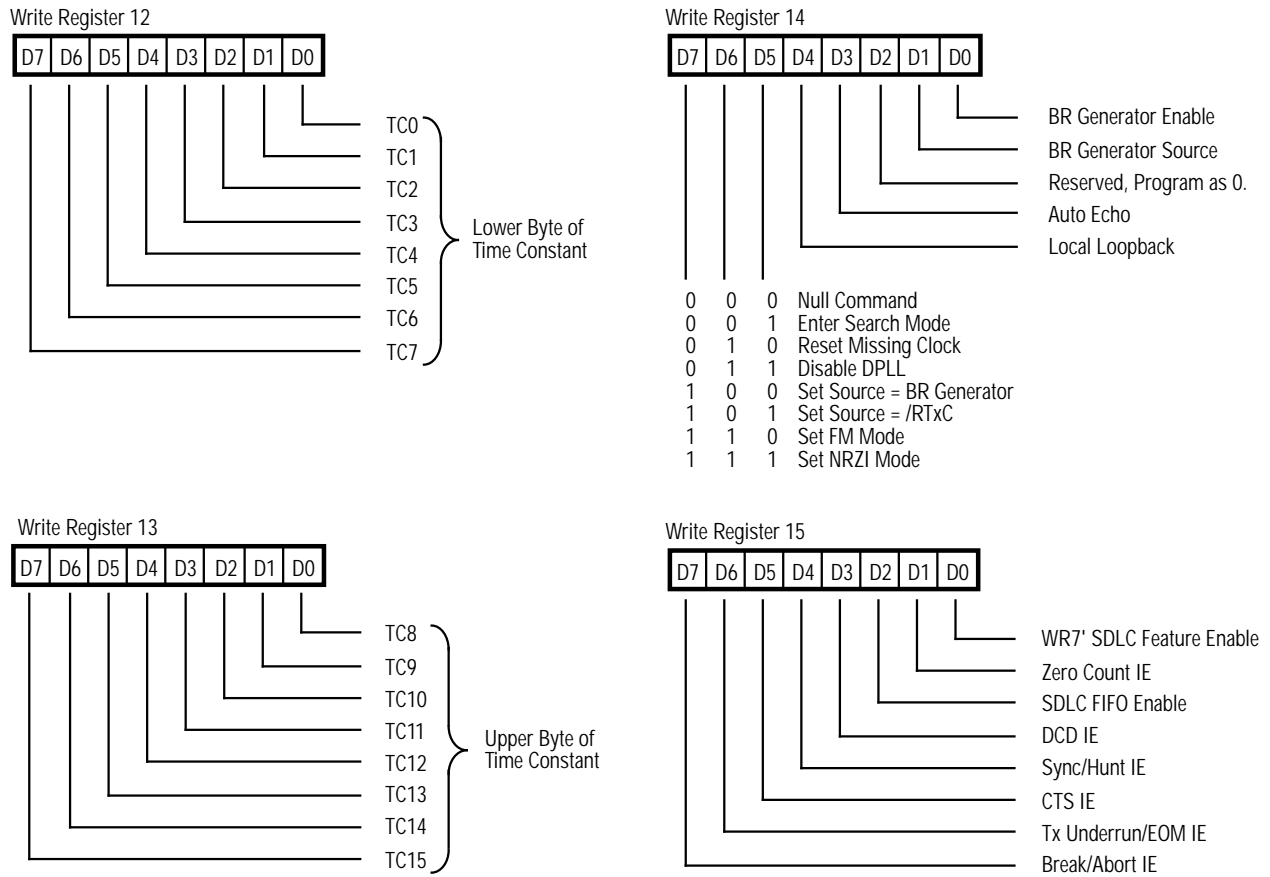 Write Register 12
D7 D6 D5 D4 D3 D2 D1 D0
TC0
TC1
TC2
TC3
TC4
TC5
TC6
TC7
Lower Byte of
Time Constant
Write Register 14
D7 D6 D5 D4 D3 D2 D1 D0
BR Generator Enable
BR Generator Source
Reserved, Program as 0.
Auto Echo
Local Loopback
0 0 0 Null Command
0 0 1 Enter Search Mode
0 1 0 Reset Missing Clock
0 1 1 Disable DPLL
1 0 0 Set Source = BR Generator
1 0 1 Set Source = /RTxC
1 1 0 Set FM Mode
1 1 1 Set NRZI Mode
Write Register 13
D7 D6 D5 D4 D3 D2 D1 D0
TC8
TC9
TC10
TC11
TC12
TC13
TC14
TC15
Upper Byte of
Time Constant
Write Register 15
D7 D6 D5 D4 D3 D2 D1 D0
WR7' SDLC Feature Enable
Zero Count IE
SDLC FIFO Enable
DCD IE
Sync/Hunt IE
CTS IE
Tx Underrun/EOM IE
Break/Abort IE